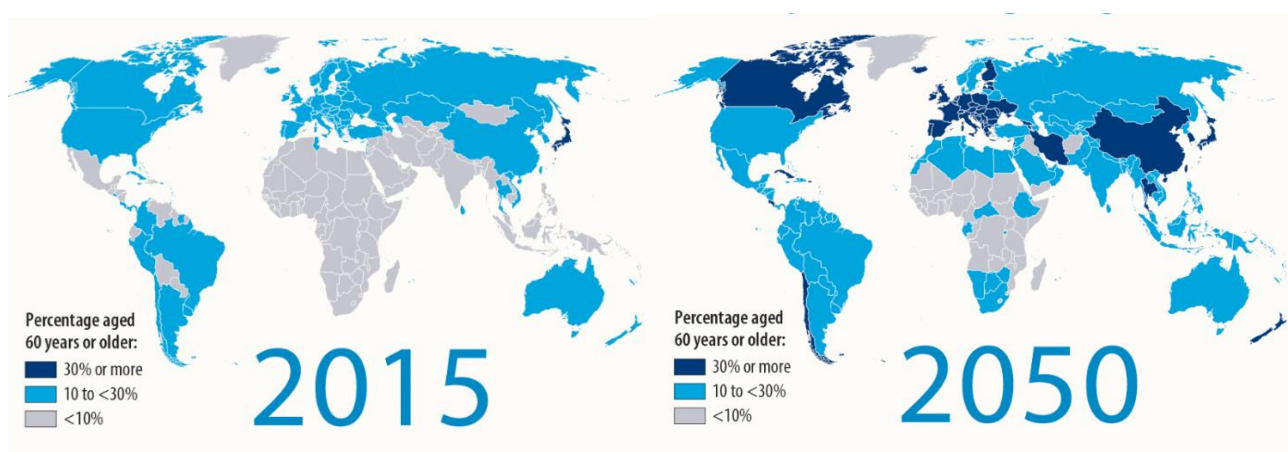 Percentage aged
60 years or older:
30% or more
10 to <30%
<10%
2015
Percentage aged
60 years or older:
30% or more
10 to <30%
<10%
2050